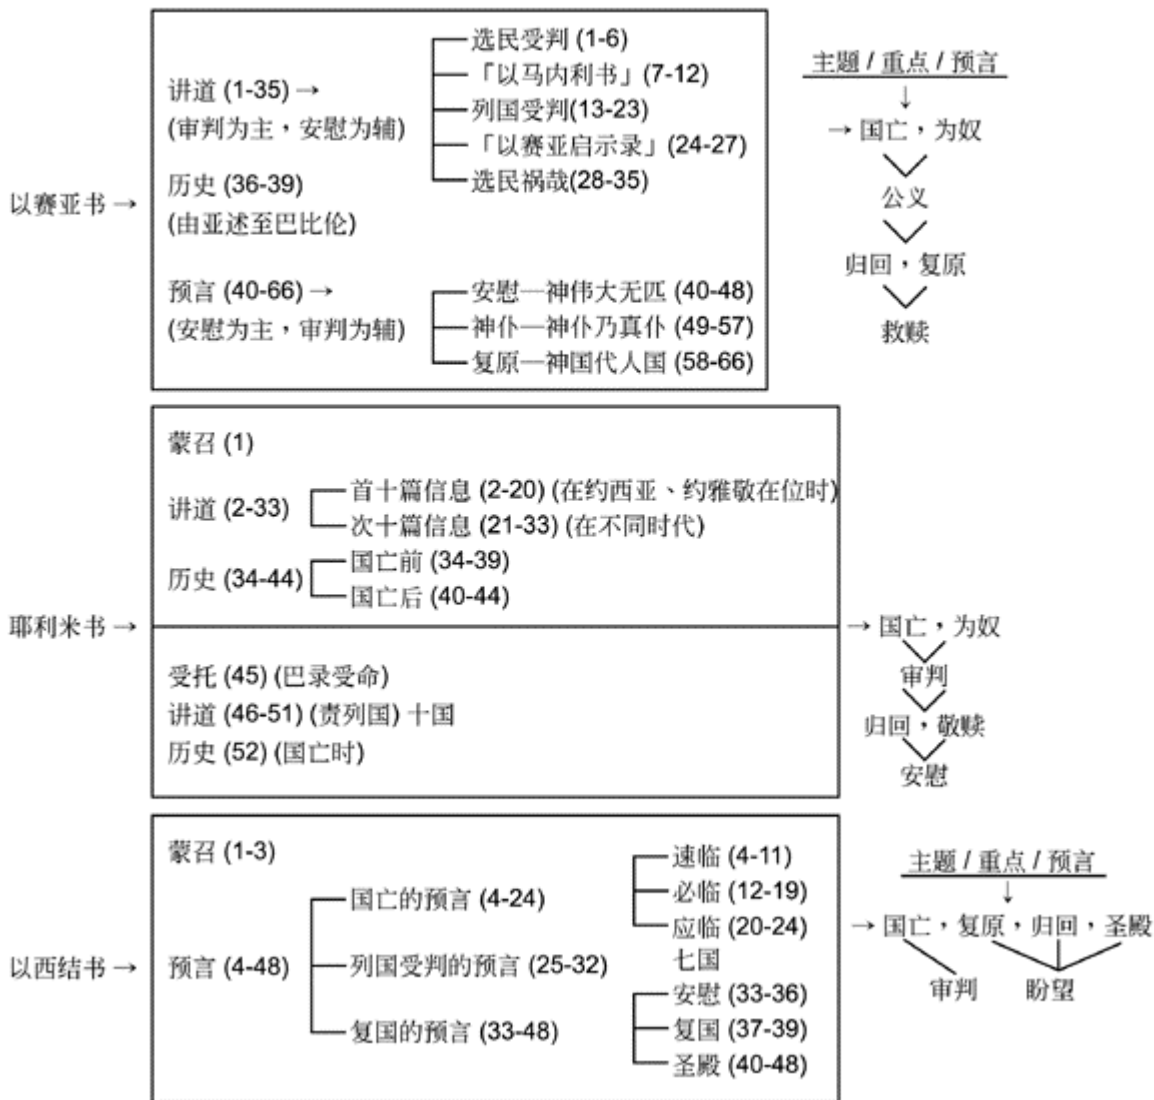 以赛亚书 →
讲道 (1-35) →
(审判为主，安慰为辅)
选民受判 (1-6)
「以马内利书」(7-12)
列国受判(13-23)
「以赛亚启示录」(24-27)
选民祸哉(28-35)
历史 (36-39)
(由亚述至巴比伦)
预言 (40-66) →
(安慰为主，审判为辅)
安慰—神伟大无匹 (40-48)
神仆—神仆乃真仆 (49-57)
复原—神国代人国 (58-66)
主题 / 重点 / 预言
↓
→ 国亡，为奴
公义
归回，复原
救赎
耶利米书 →
蒙召 (1)
讲道 (2-33)
首十篇信息 (2-20) (在约西亚、约雅敬在位时)
次十篇信息 (21-33) (在不同时代)
历史 (34-44)
国亡前 (34-39)
国亡后 (40-44)
受托 (45) (巴录受命)
讲道 (46-51) (责列国) 十国
历史 (52) (国亡时)
→ 国亡，为奴
审判
归回，敬赎
安慰
以西结书 →
蒙召 (1-3)
预言 (4-48)
国亡的预言 (4-24)
速临 (4-11)
必临 (12-19)
应临 (20-24)
列国受判的预言 (25-32)
七国
复国的预言 (33-48)
安慰 (33-36)
复国 (37-39)
圣殿 (40-48)
主题 / 重点 / 预言
↓
→ 国亡，复原，归回，圣殿
审判
盼望